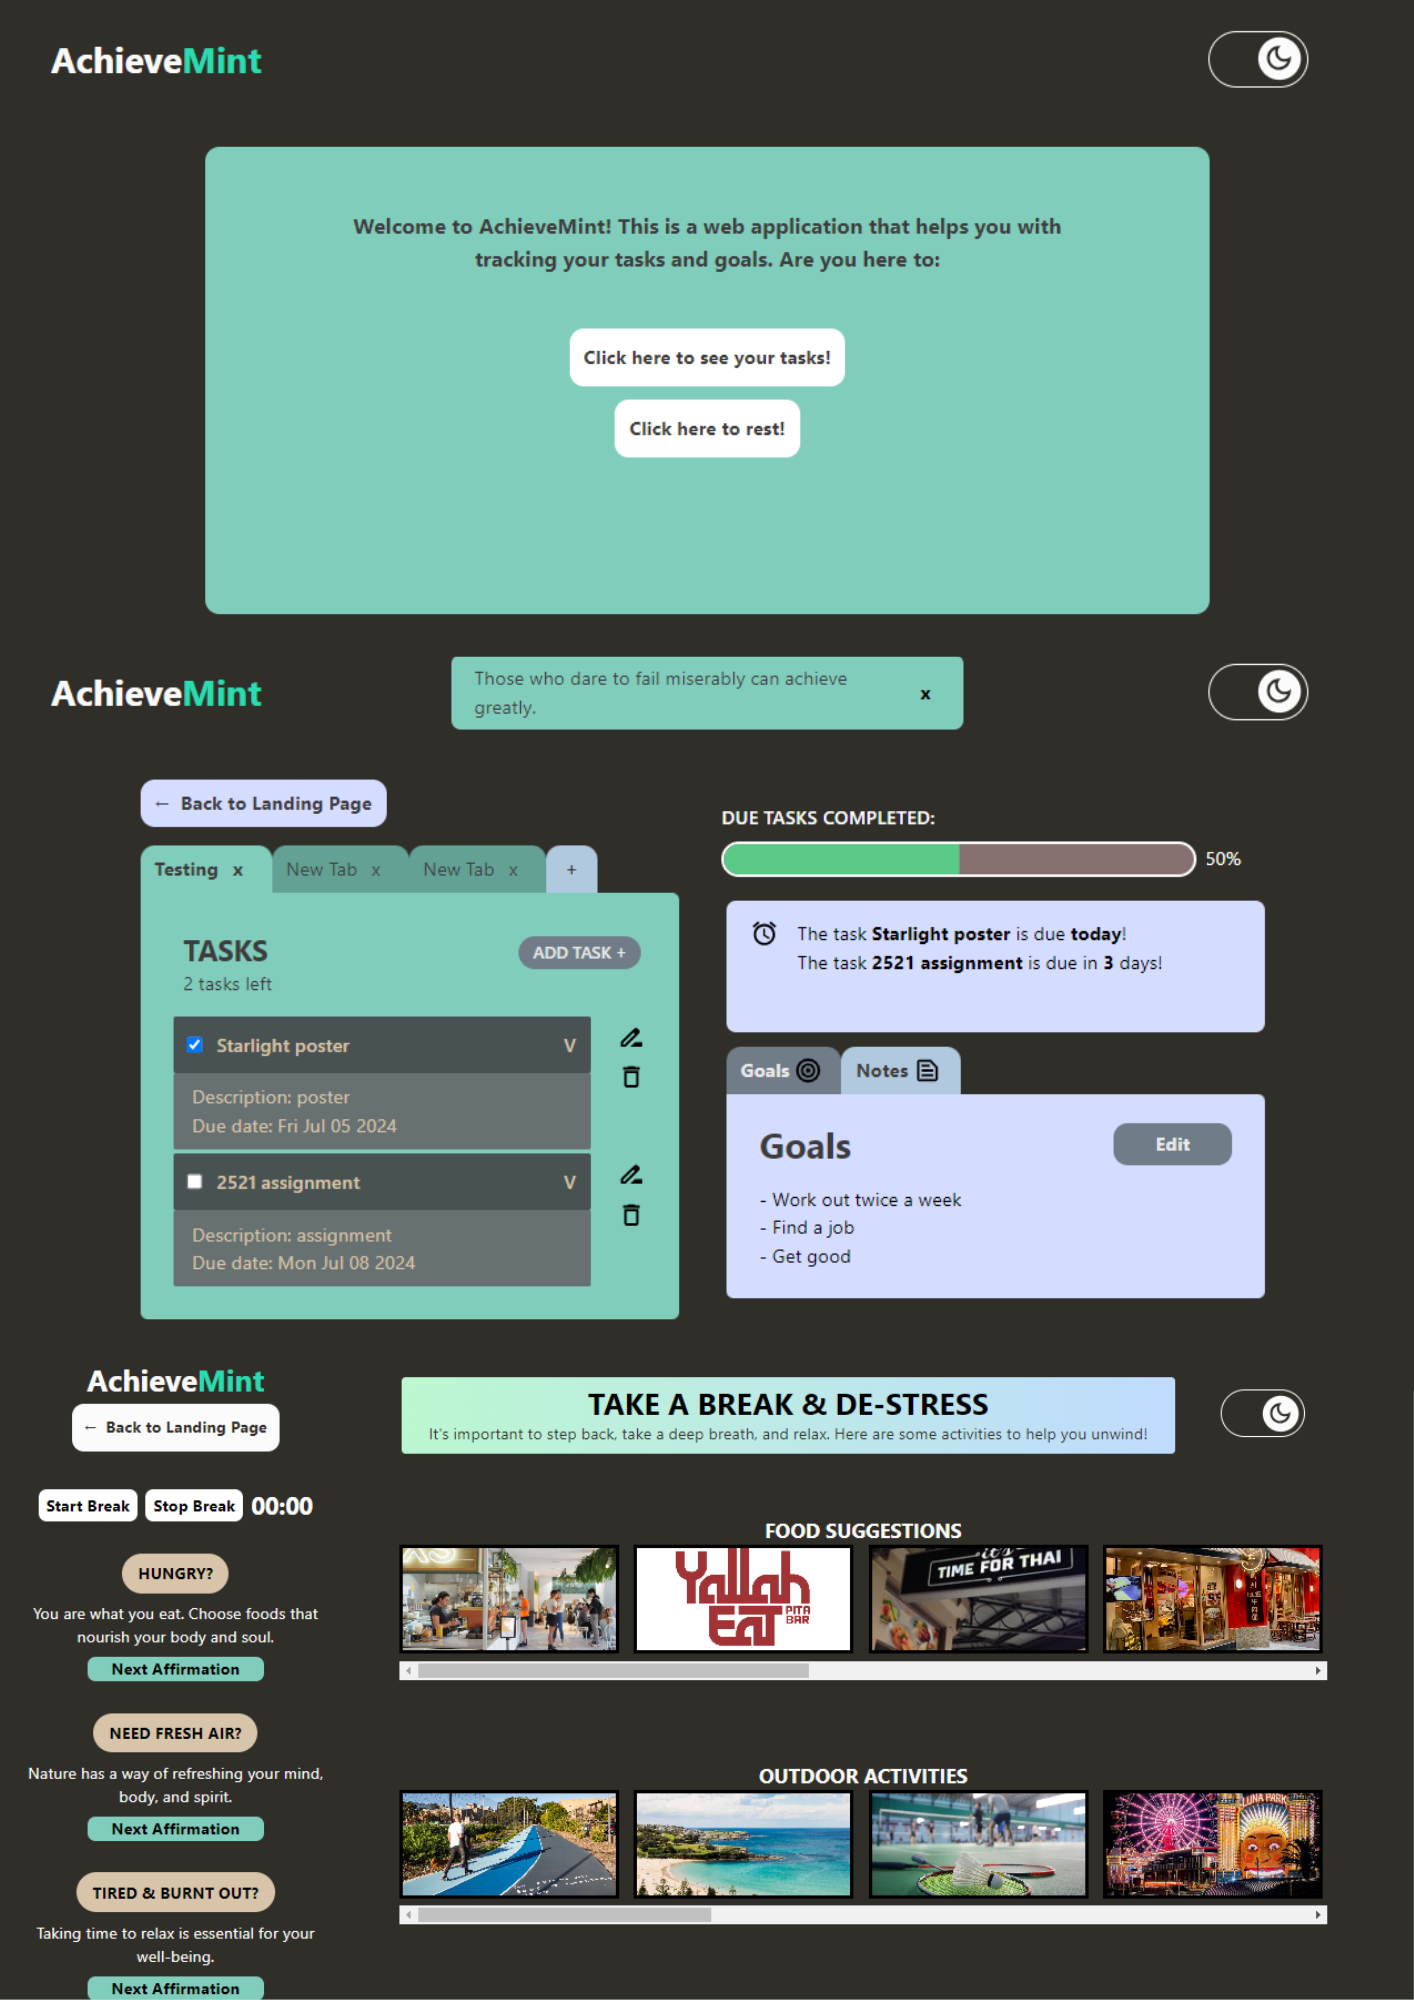 AchieveMint
Welcome to AchieveMint! This is a web application that helps you with
tracking your tasks and goals. Are you here to:
Click here to see your tasks!
Click here to rest!
AchieveMint
Those who dare to fail miserably can achieve
greatly.
x
← Back to Landing Page
Testing x
New Tab x
New Tab x
+
TASKS
ADD TASK +
2 tasks left
Starlight poster V
Description: poster
Due date: Fri Jul 05 2024
2521 assignment V
Description: assignment
Due date: Mon Jul 08 2024
DUE TASKS COMPLETED:
50%
The task Starlight poster is due today!
The task 2521 assignment is due in 3 days!
Goals
Notes
Goals
Edit
- Work out twice a week
- Find a job
- Get good
AchieveMint
← Back to Landing Page
TAKE A BREAK & DE-STRESS
It's important to step back, take a deep breath, and relax. Here are some activities to help you unwind!
Start Break
Stop Break
00:00
HUNGRY?
You are what you eat. Choose foods that
nourish your body and soul.
Next Affirmation
NEED FRESH AIR?
Nature has a way of refreshing your mind,
body, and spirit.
Next Affirmation
TIRED & BURNT OUT?
Taking time to relax is essential for your
well-being.
Next Affirmation
FOOD SUGGESTIONS
Yallah
Eat
PITA
BAR
it's
TIME FOR THAI
OUTDOOR ACTIVITIES
LUNA PARK